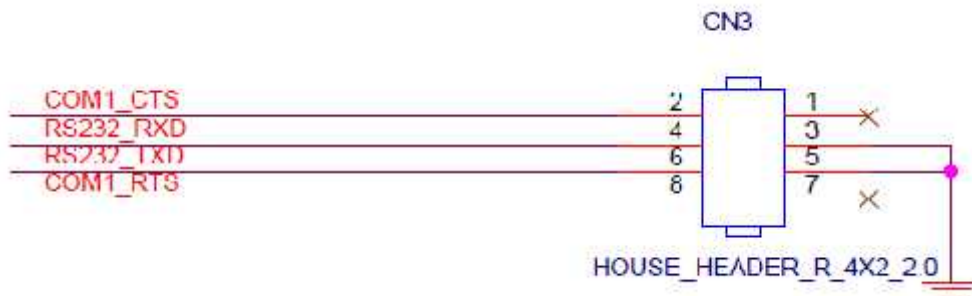 CN3
COM1_CTS 2 1
RS232_RXD 4 3
RS232_TXD 6 5
COM1_RTS 8 7
HOUSE_HEADER_R_4X2_2.0